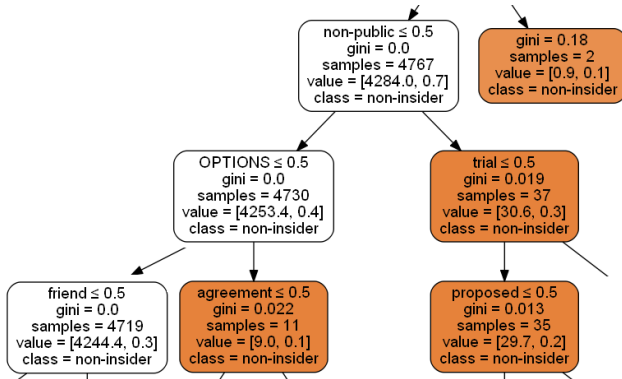 non-public ≤ 0.5
gini = 0.0
samples = 4767
value = [4284.0, 0.7]
class = non-insider
gini = 0.18
samples = 2
value = [0.9, 0.1]
class = non-insider
OPTIONS ≤ 0.5
gini = 0.0
samples = 4730
value = [4253.4, 0.4]
class = non-insider
trial ≤ 0.5
gini = 0.019
samples = 37
value = [30.6, 0.3]
class = non-insider
friend ≤ 0.5
gini = 0.0
samples = 4719
value = [4244.4, 0.3]
class = non-insider
agreement ≤ 0.5
gini = 0.022
samples = 11
value = [9.0, 0.1]
class = non-insider
proposed ≤ 0.5
gini = 0.013
samples = 35
value = [29.7, 0.2]
class = non-insider